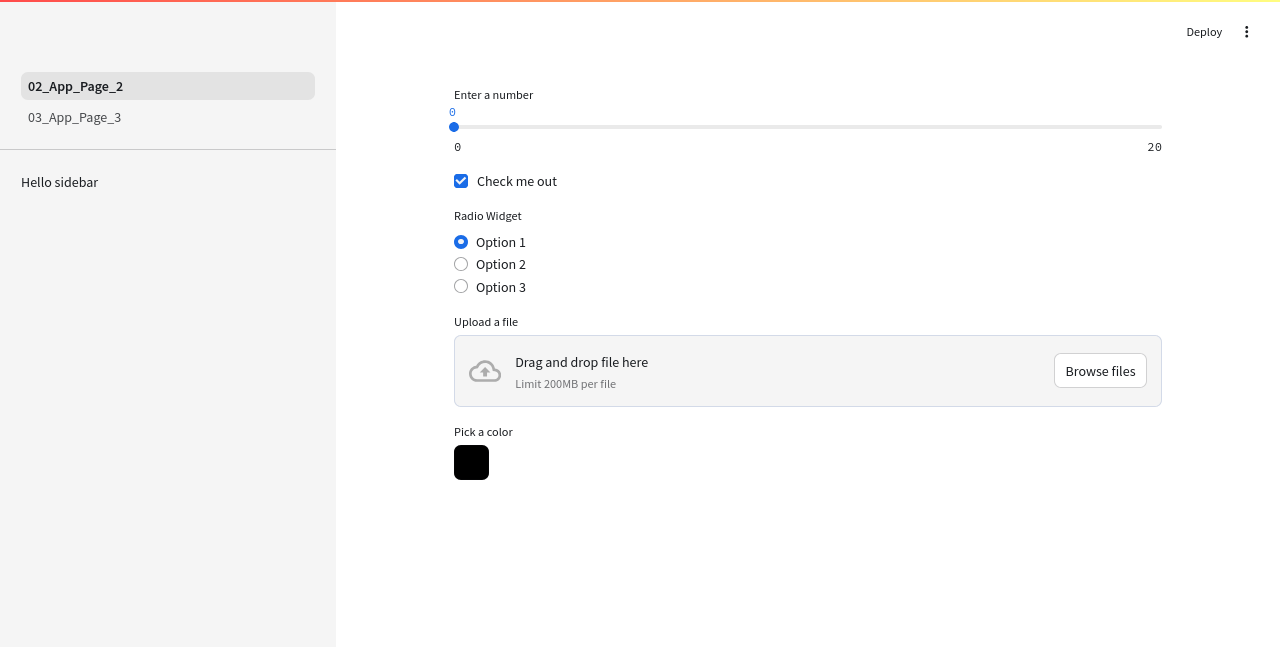 Deploy
02_App_Page_2
03_App_Page_3
Hello sidebar
Enter a number
0
0 20
Check me out
Radio Widget
Option 1
Option 2
Option 3
Upload a file
Drag and drop file here
Limit 200MB per file
Browse files
Pick a color